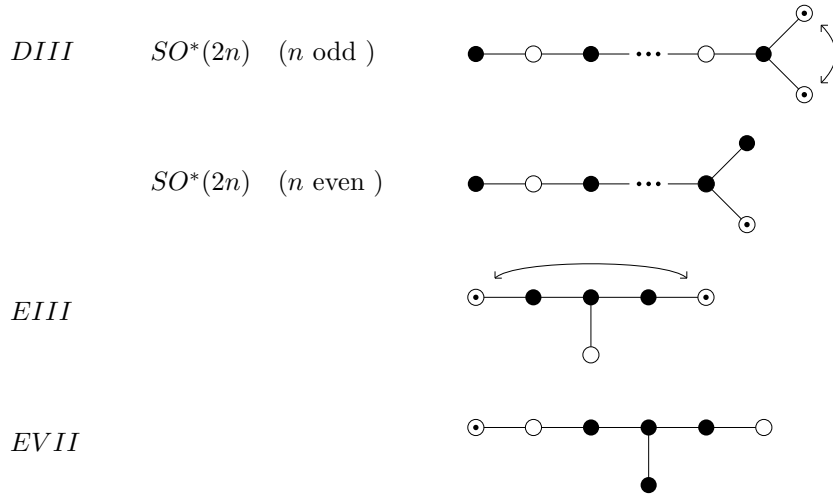 DIII SO*(2n) (n odd )
SO*(2n) (n even )
EIII
EVII